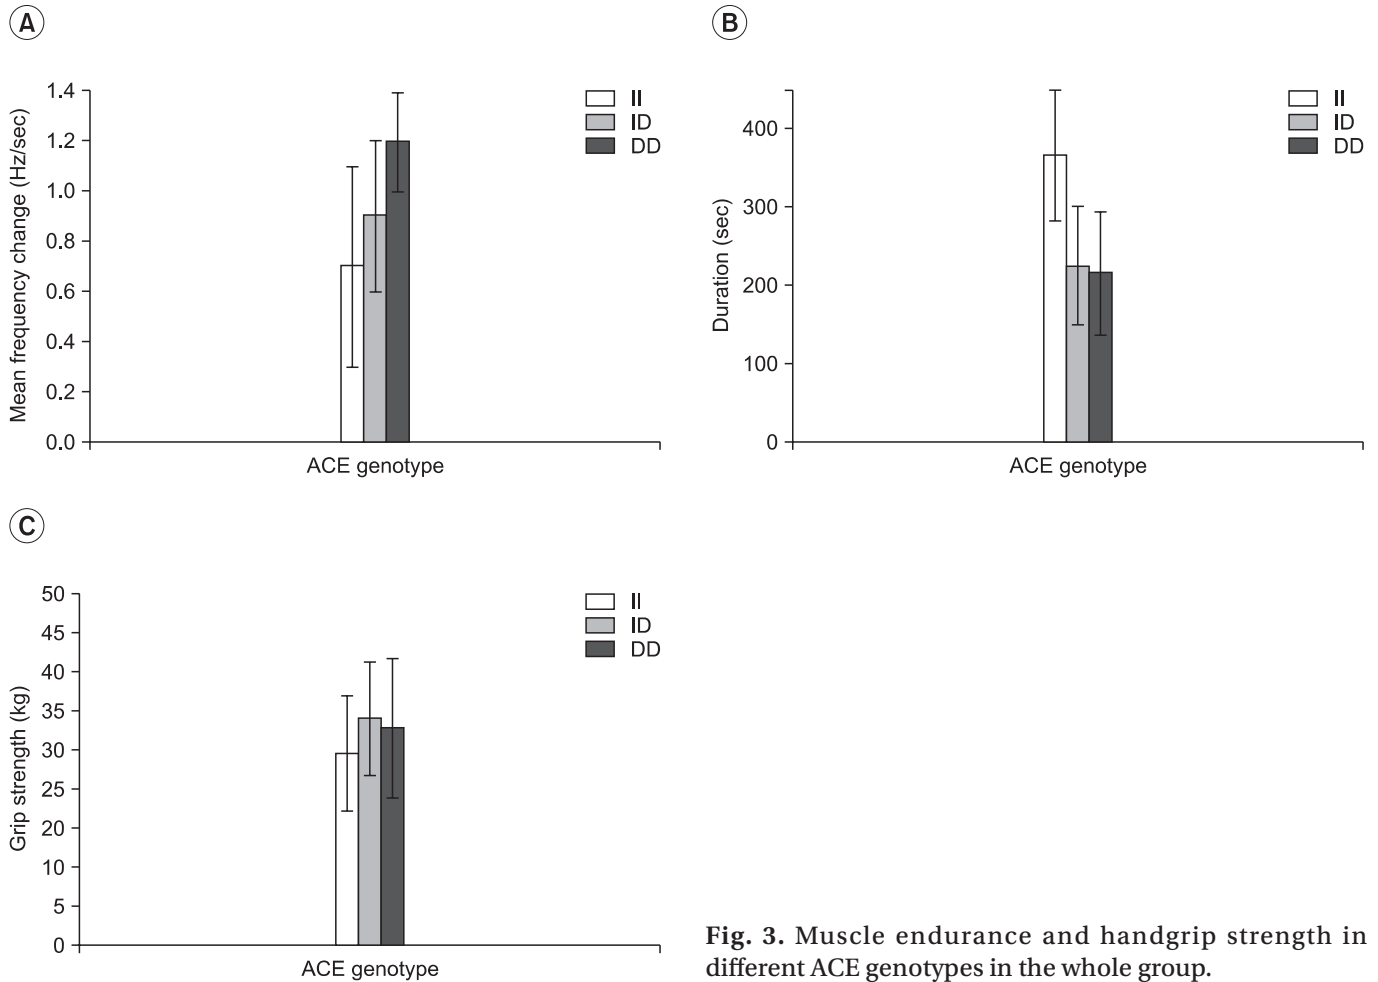 A
Mean frequency change (Hz/sec)
1.4
1.2
1.0
0.8
0.6
0.4
0.2
0.0
ACE genotype
II
ID
DD
B
Duration (sec)
400
300
200
100
0
ACE genotype
II
ID
DD
C
Grip strength (kg)
50
45
40
35
30
25
20
10
5
0
ACE genotype
II
ID
DD
Fig. 3. Muscle endurance and handgrip strength in
different ACE genotypes in the whole group.